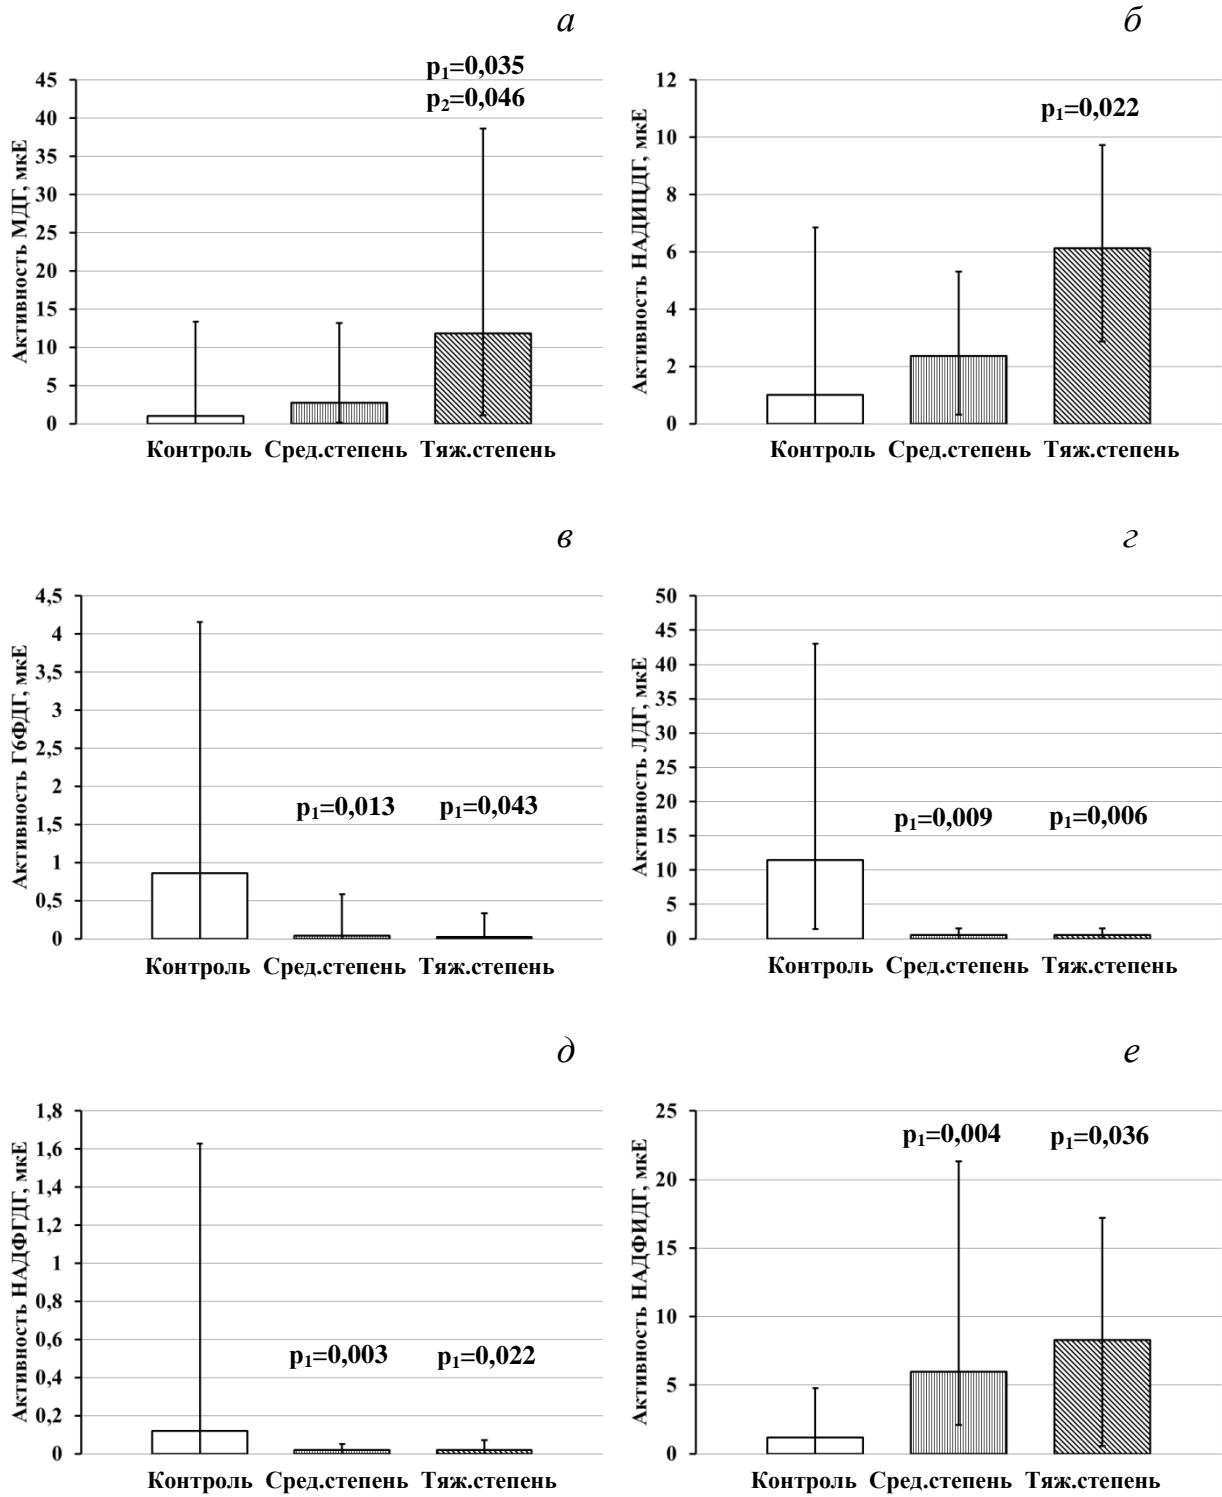 а
p₁=0,035
p₂=0,046
45
40
35
30
25
20
15
10
5
0
Активность МДГ, мкЕ
Контроль Сред.степень Тяж.степень
б
p₁=0,022
12
10
8
6
4
2
0
Активность НАДИЦДГ, мкЕ
Контроль Сред.степень Тяж.степень
в
4,5
4
3,5
3
2,5
2
1,5
1
0,5
0
Активность Г6ФДГ, мкЕ
p₁=0,013 p₁=0,043
Контроль Сред.степень Тяж.степень
г
50
45
40
35
30
25
20
15
10
5
0
Активность ЛДГ, мкЕ
p₁=0,009 p₁=0,006
Контроль Сред.степень Тяж.степень
д
1,8
1,6
1,4
1,2
1
0,8
0,6
0,4
0,2
0
Активность НАДФГДГ, мкЕ
p₁=0,003 p₁=0,022
Контроль Сред.степень Тяж.степень
е
25
20
15
10
5
0
Активность НАДФИДГ, мкЕ
p₁=0,004 p₁=0,036
Контроль Сред.степень Тяж.степень